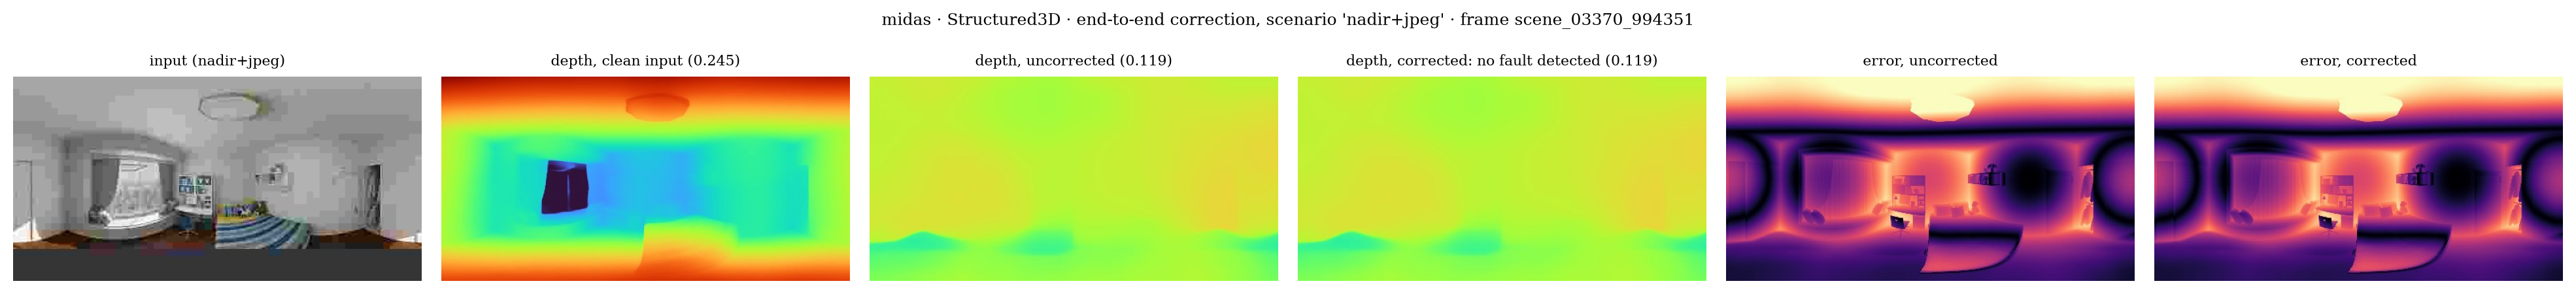 midas · Structured3D · end-to-end correction, scenario 'nadir+jpeg' · frame scene_03370_994351
input (nadir+jpeg)
depth, clean input (0.245)
depth, uncorrected (0.119)
depth, corrected: no fault detected (0.119)
error, uncorrected
error, corrected